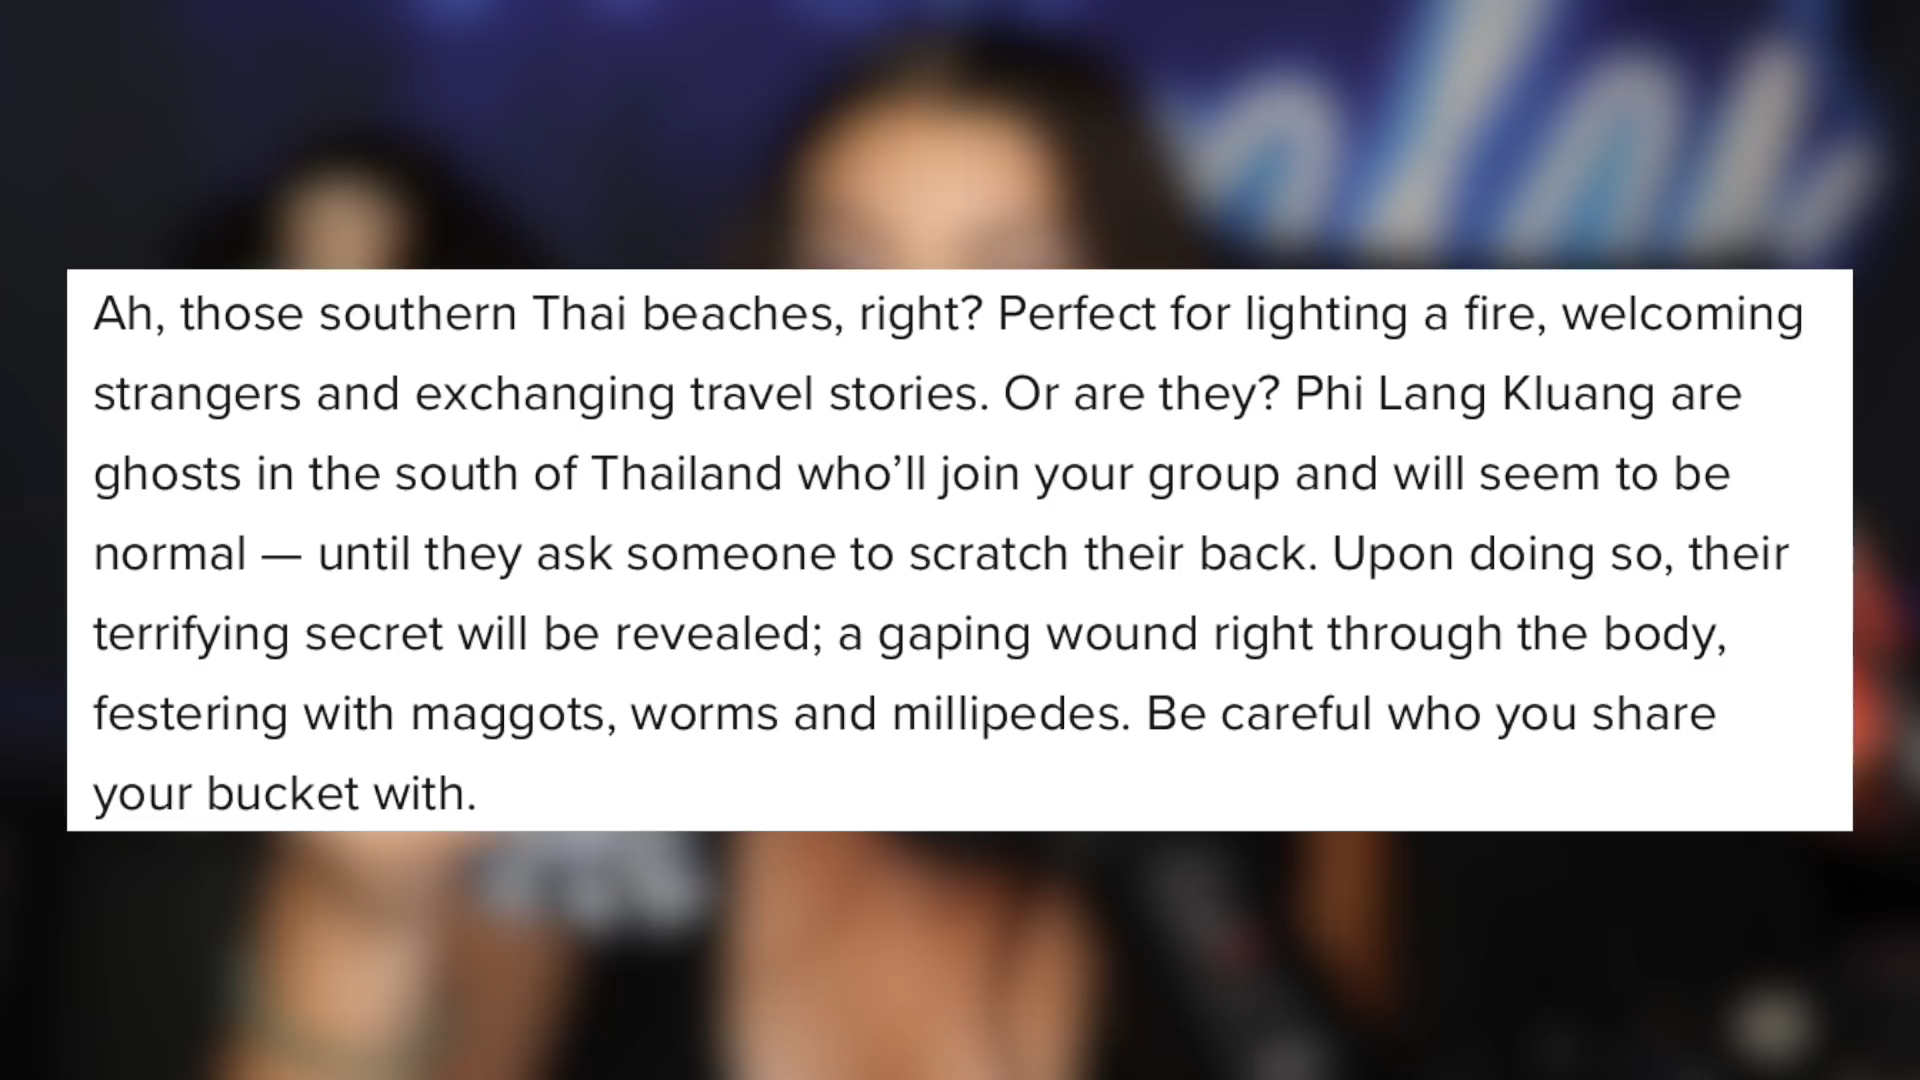 Ah, those southern Thai beaches, right? Perfect for lighting a fire, welcoming
strangers and exchanging travel stories. Or are they? Phi Lang Kluang are
ghosts in the south of Thailand who’ll join your group and will seem to be
normal — until they ask someone to scratch their back. Upon doing so, their
terrifying secret will be revealed; a gaping wound right through the body,
festering with maggots, worms and millipedes. Be careful who you share
your bucket with.